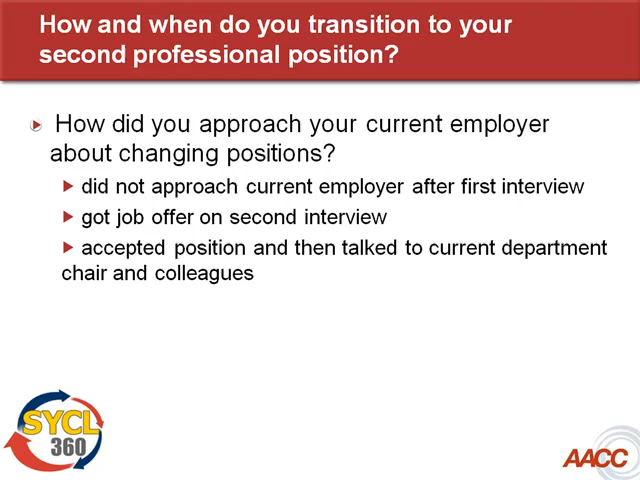 How and when do you transition to your
second professional position?
How did you approach your current employer
about changing positions?
did not approach current employer after first interview
got job offer on second interview
accepted position and then talked to current department
chair and colleagues
SYCL
360
AACC